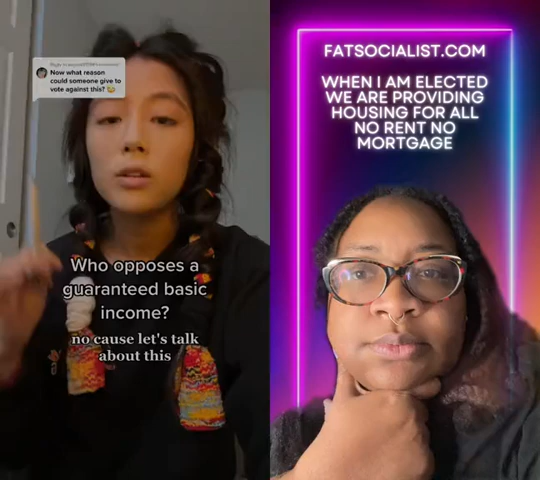 Now what reason
could someone give to
vote against this? 😂
Who opposes a
guaranteed basic
income?
no cause let's talk
about this
FATSOCIALIST.COM
WHEN I AM ELECTED
WE ARE PROVIDING
HOUSING FOR ALL
NO RENT NO
MORTGAGE